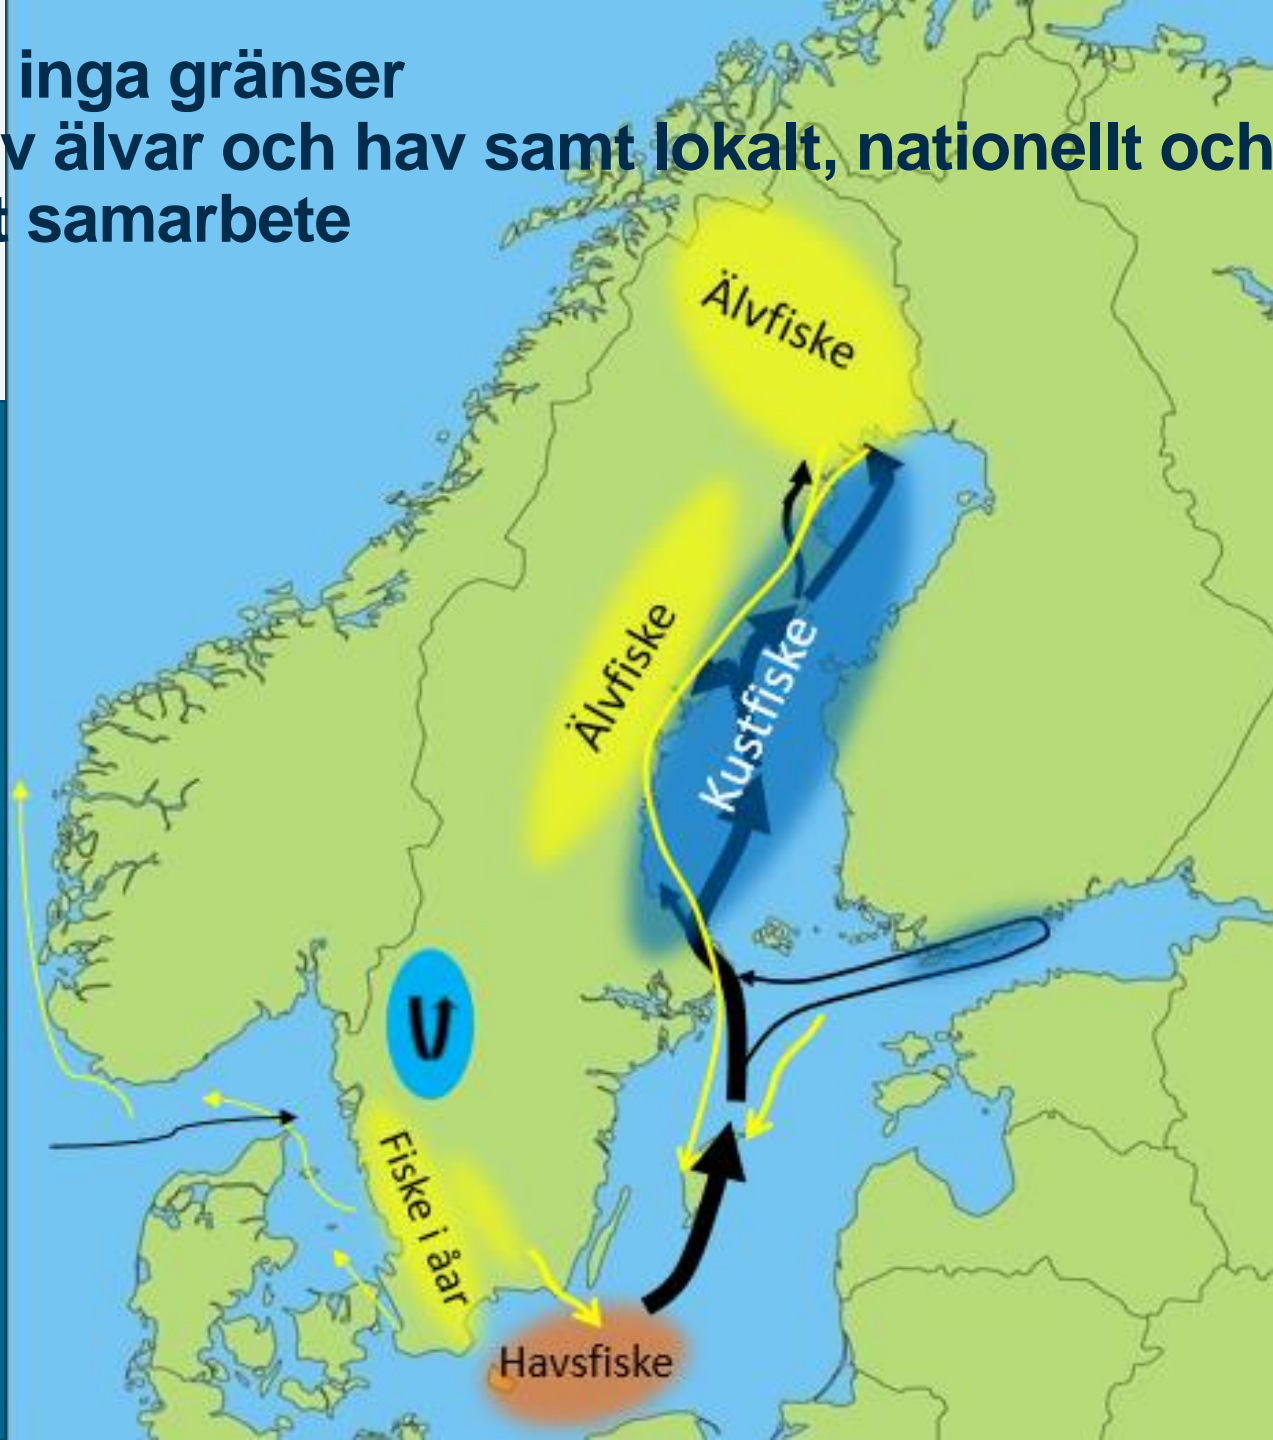 inga gränser
v älvar och hav samt lokalt, nationellt och
samarbete
Älvfiske
Älvfiske
Kustfiske
Fiske i åar
Havsfiske